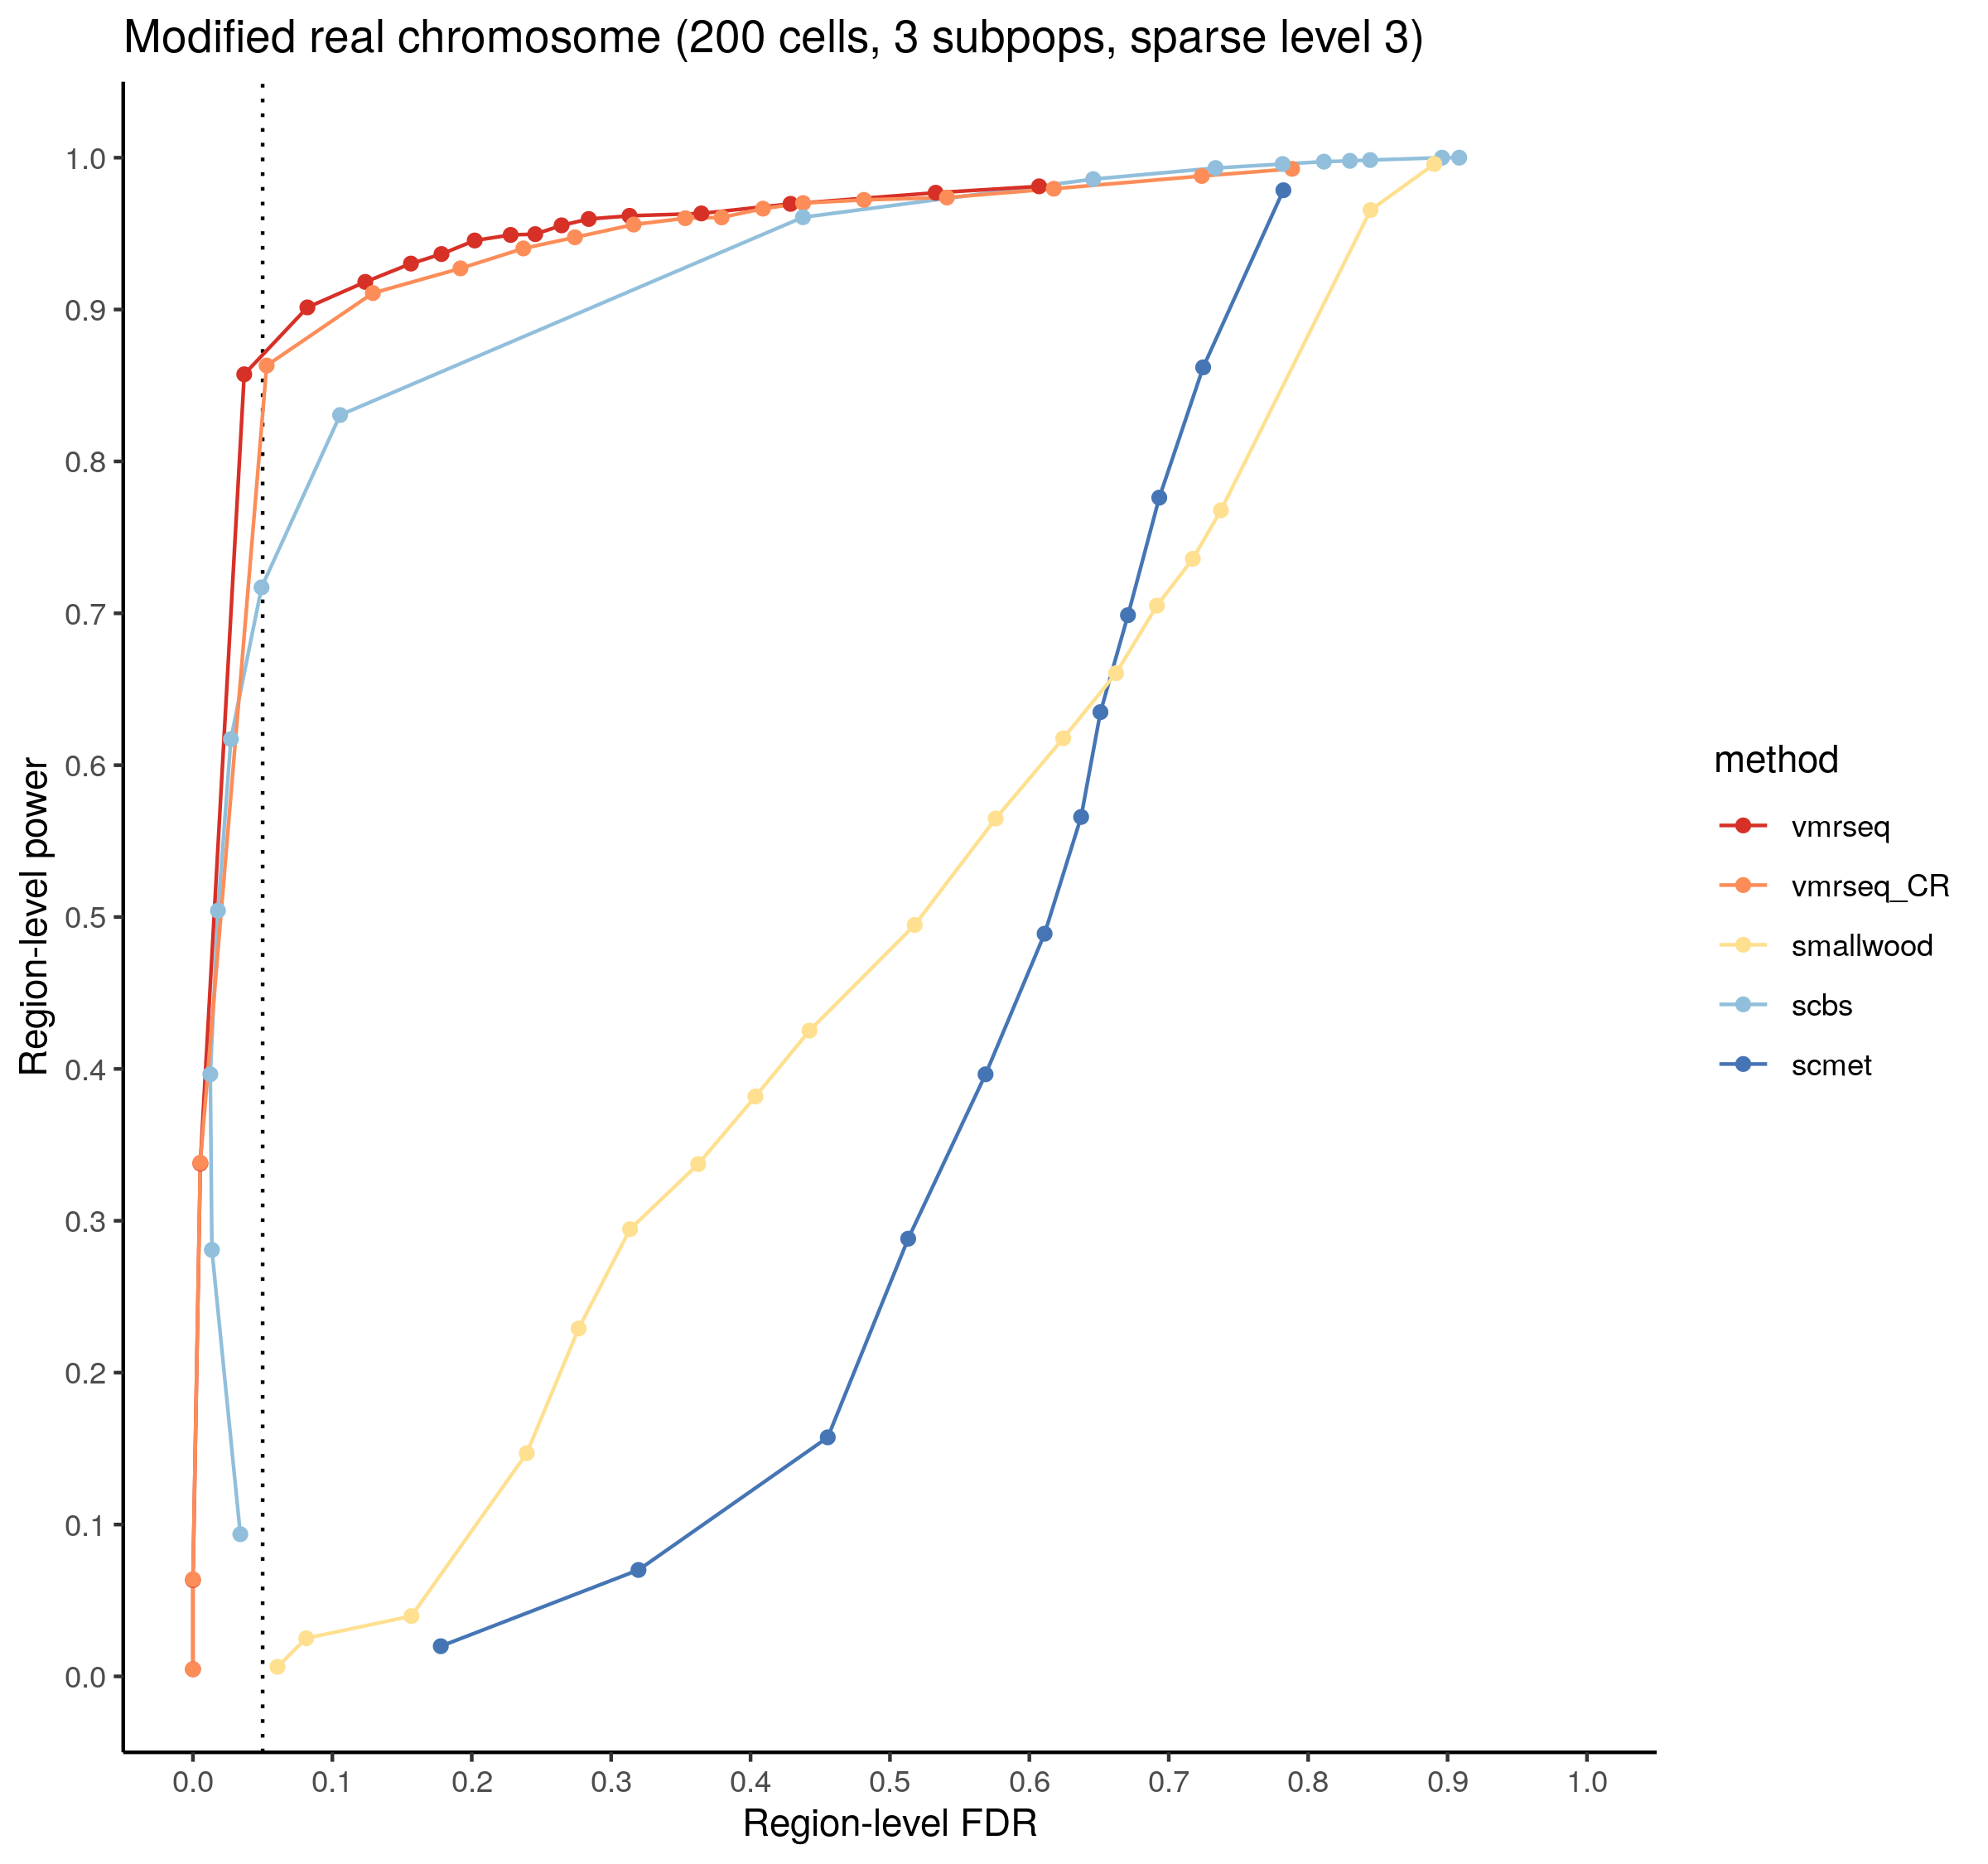 Modified real chromosome (200 cells, 3 subpops, sparse level 3)
Region-level power
1.0
0.9
0.8
0.7
0.6
0.5
0.4
0.3
0.2
0.1
0.0
0.0 0.1 0.2 0.3 0.4 0.5 0.6 0.7 0.8 0.9 1.0
Region-level FDR
method
vmrseq
vmrseq_CR
smallwood
scbs
scmet